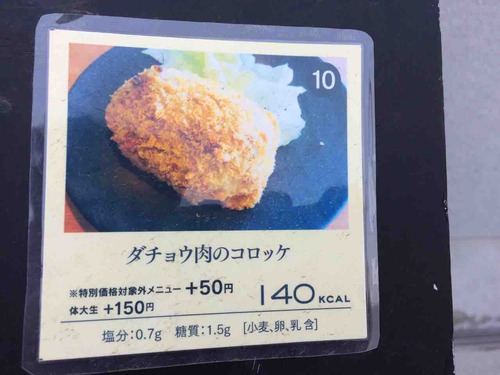 10
ダチョウ肉のコロッケ
※特別価格対象外メニュー +50円
体大生 +150円
140KCAL
塩分:0.7g 糖質:1.5g [小麦、卵、乳 含]